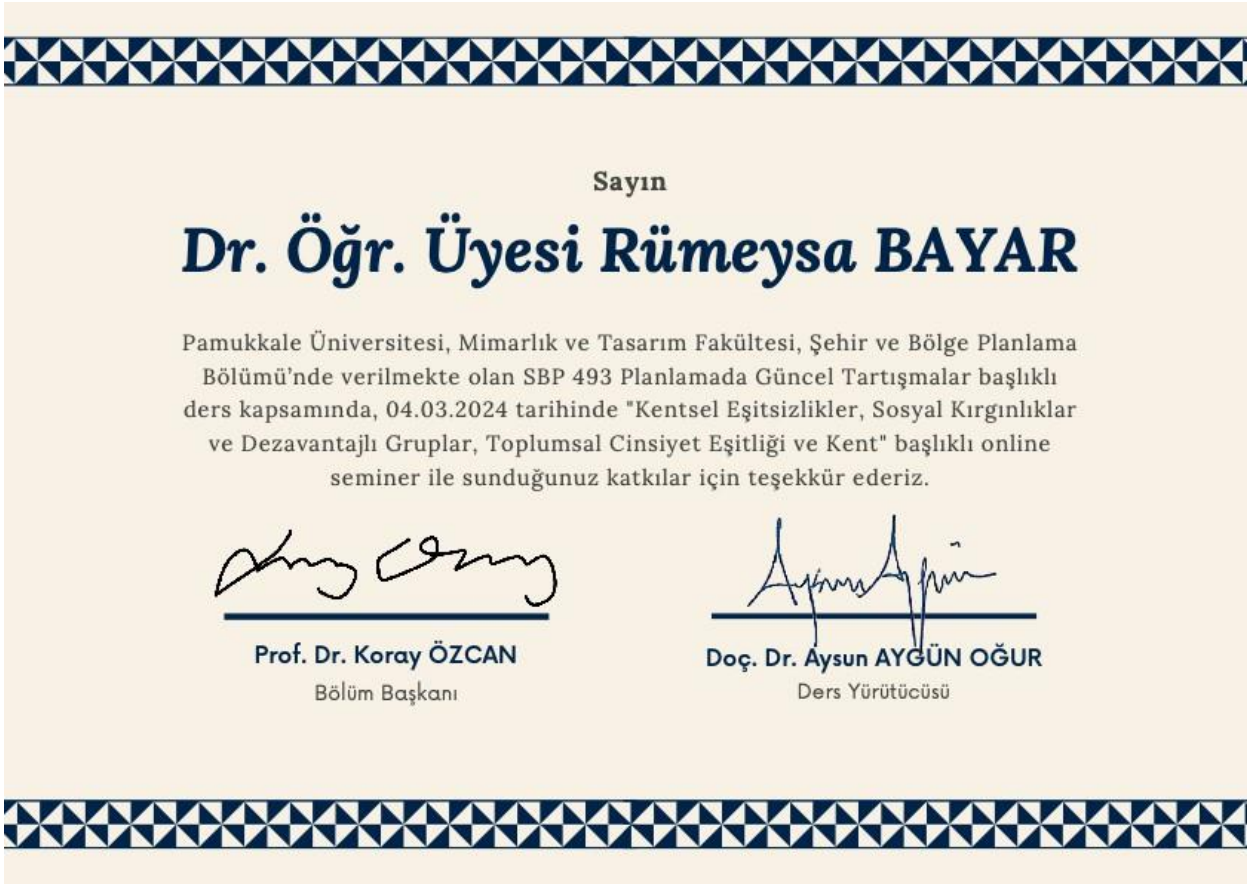 Sayın
Dr. Öğr. Üyesi Rümeysa BAYAR
Pamukkale Üniversitesi, Mimarlık ve Tasarım Fakültesi, Şehir ve Bölge Planlama
Bölümü’nde verilmekte olan SBP 493 Planlamada Güncel Tartışmalar başlıklı
ders kapsamında, 04.03.2024 tarihinde "Kentsel Eşitsizlikler, Sosyal Kırgınlıklar
ve Dezavantajlı Gruplar, Toplumsal Cinsiyet Eşitliği ve Kent" başlıklı online
seminer ile sunduğunuz katkılar için teşekkür ederiz.
Prof. Dr. Koray ÖZCAN
Bölüm Başkanı
Doç. Dr. Aysun AYGÜN OĞUR
Ders Yürütücüsü